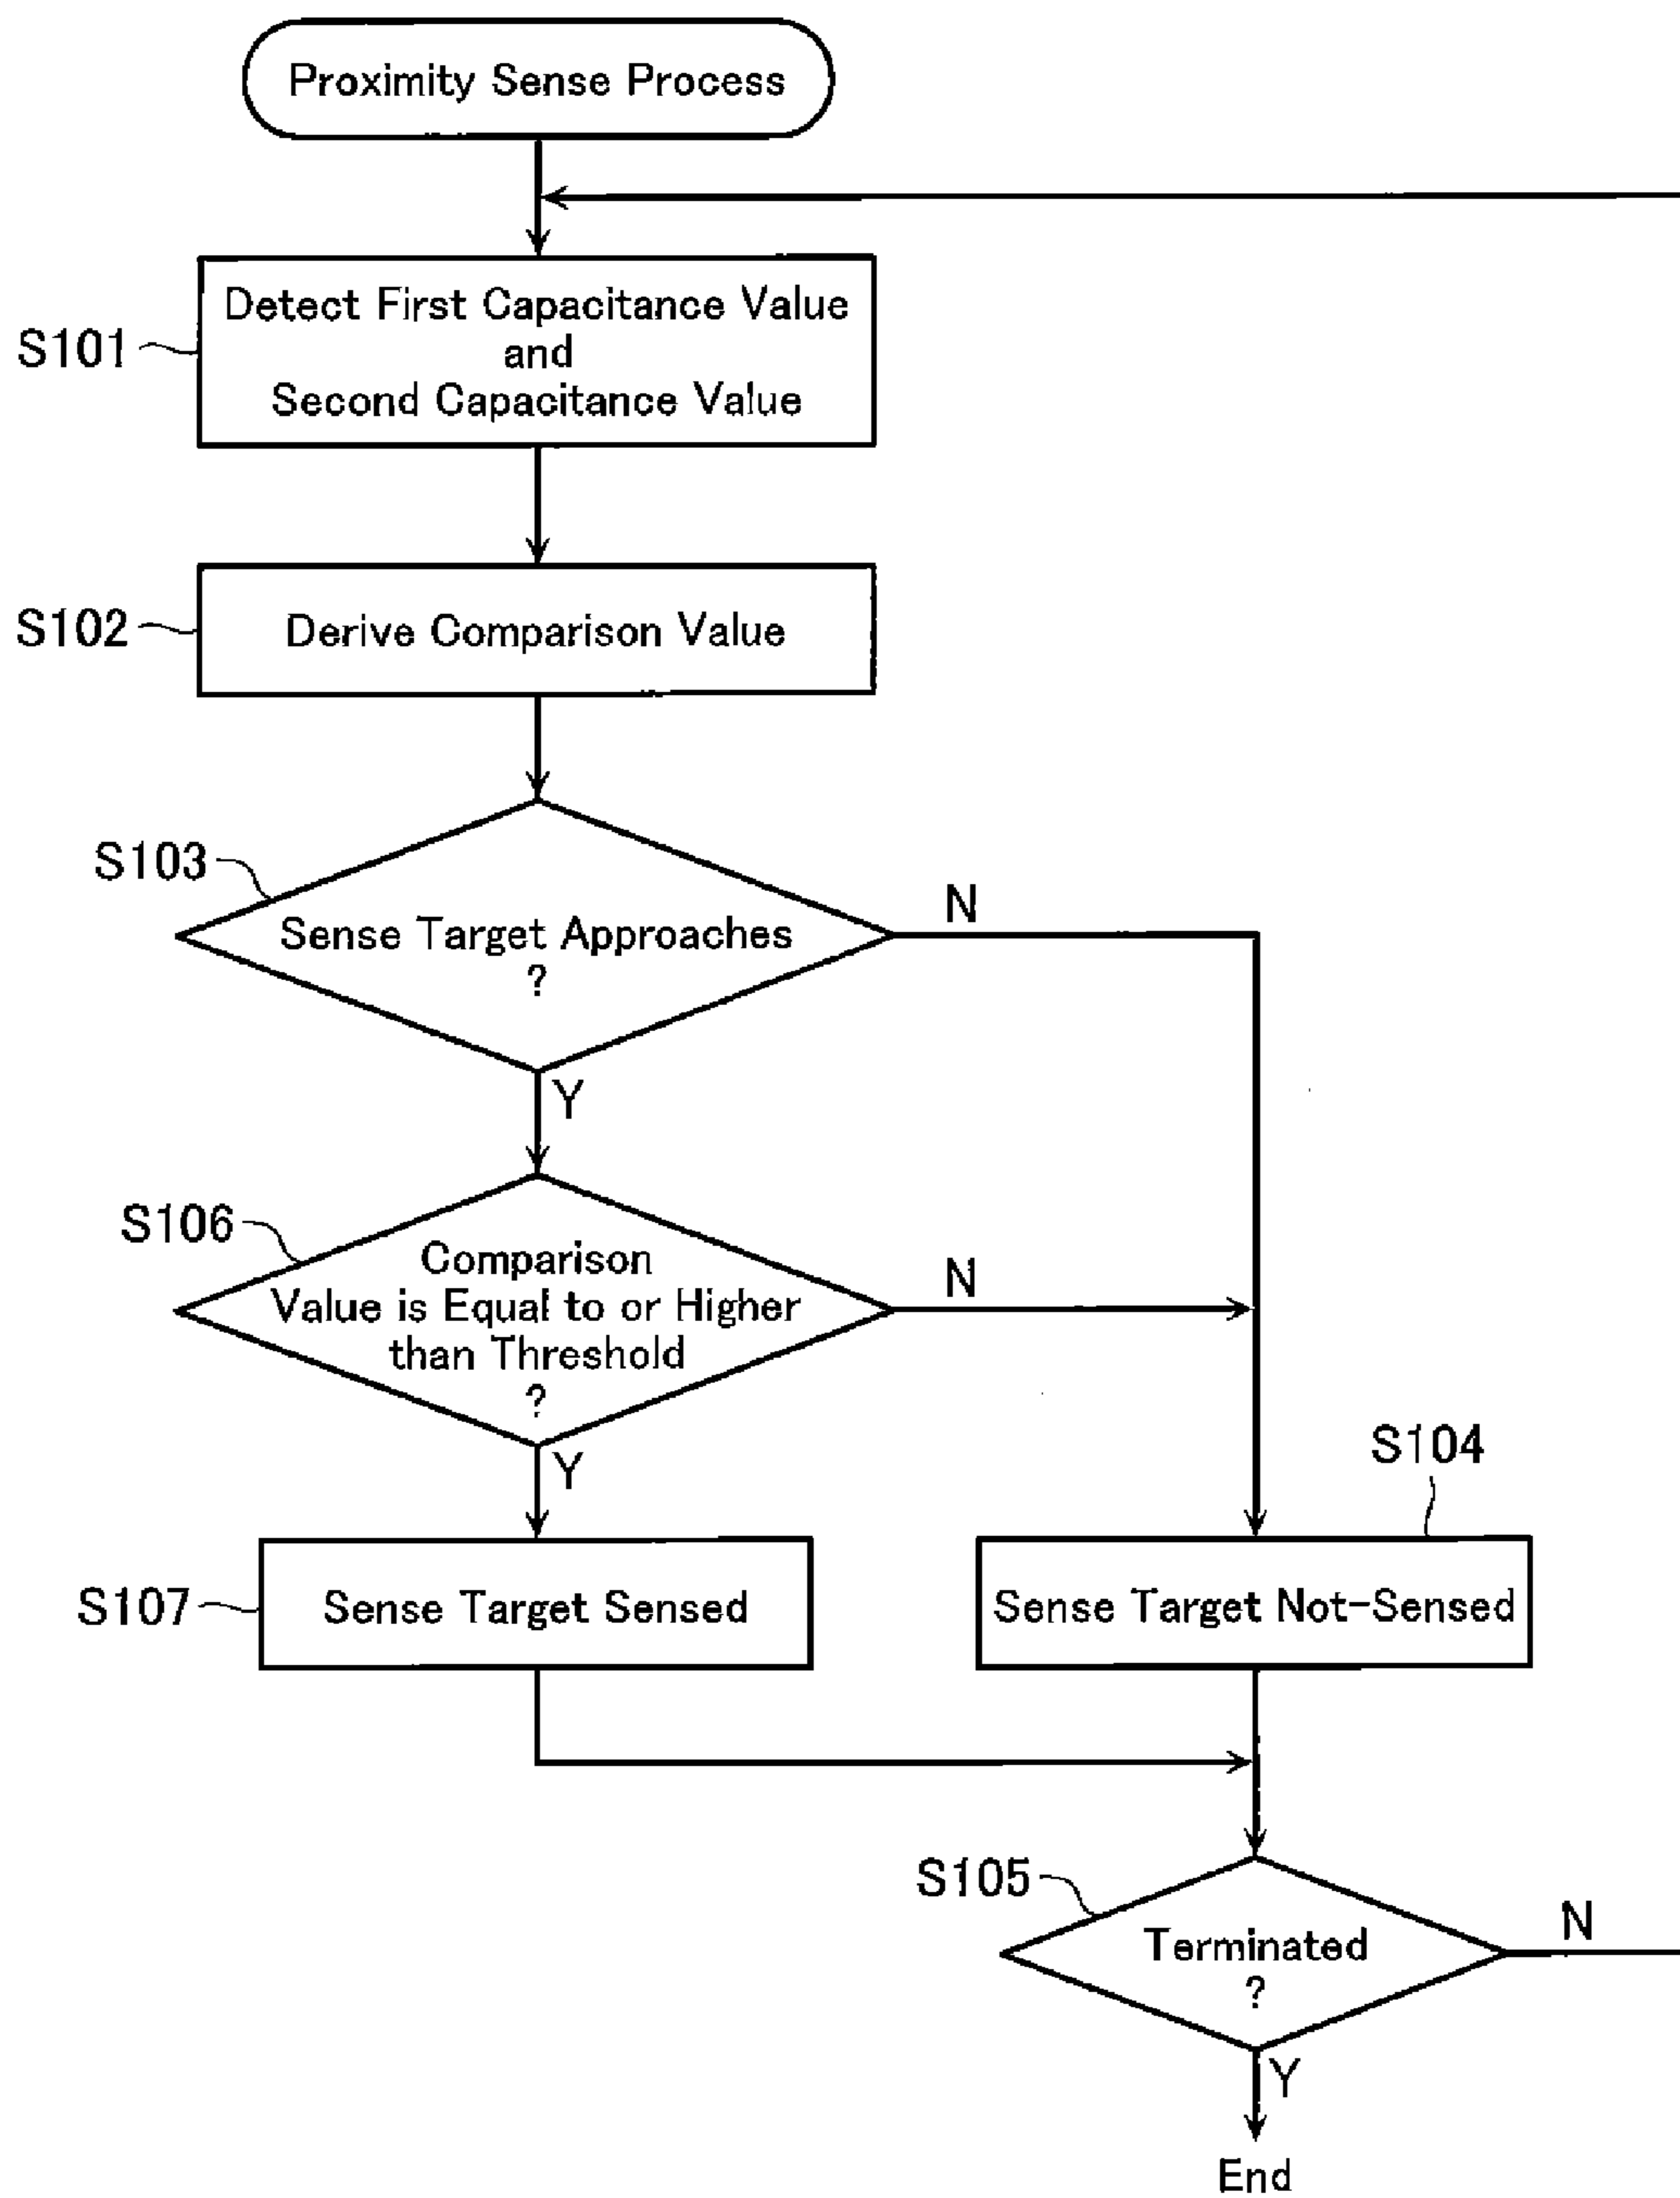 Proximity Sense Process
Detect First Capacitance Value
and
Second Capacitance Value
S101
Derive Comparison Value
S102
S103
Sense Target Approaches
?
N
Y
S106
Comparison
Value is Equal to or Higher
than Threshold
?
N
Y
S104
S107
Sense Target Sensed
Sense Target Not-Sensed
S105
Terminated
?
N
Y
End